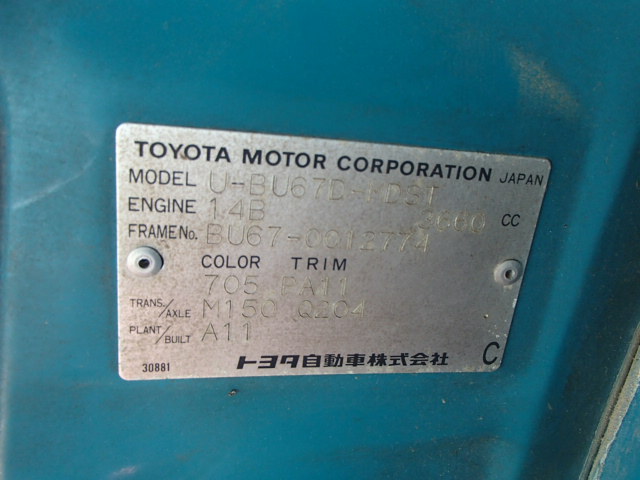 TOYOTA MOTOR CORPORATION JAPAN
MODEL U-BU67D-MDST
ENGINE 14B 3660 CC
FRAME No. BU67-0012774
COLOR TRIM
705 FA11
TRANS./AXLE M150 Q204
PLANT/BUILT A11
30881 トヨタ自動車株式会社 C